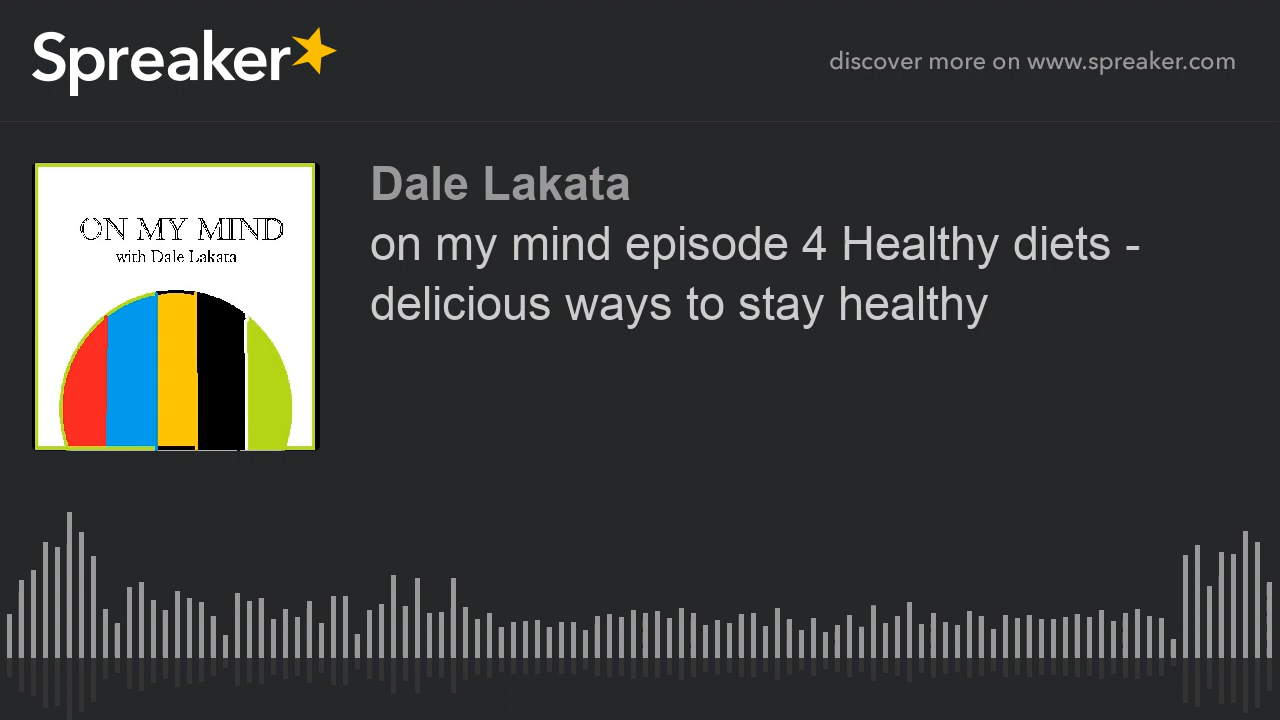 Spreaker
discover more on www.spreaker.com
ON MY MIND
with Dale Lakata
Dale Lakata
on my mind episode 4 Healthy diets -
delicious ways to stay healthy